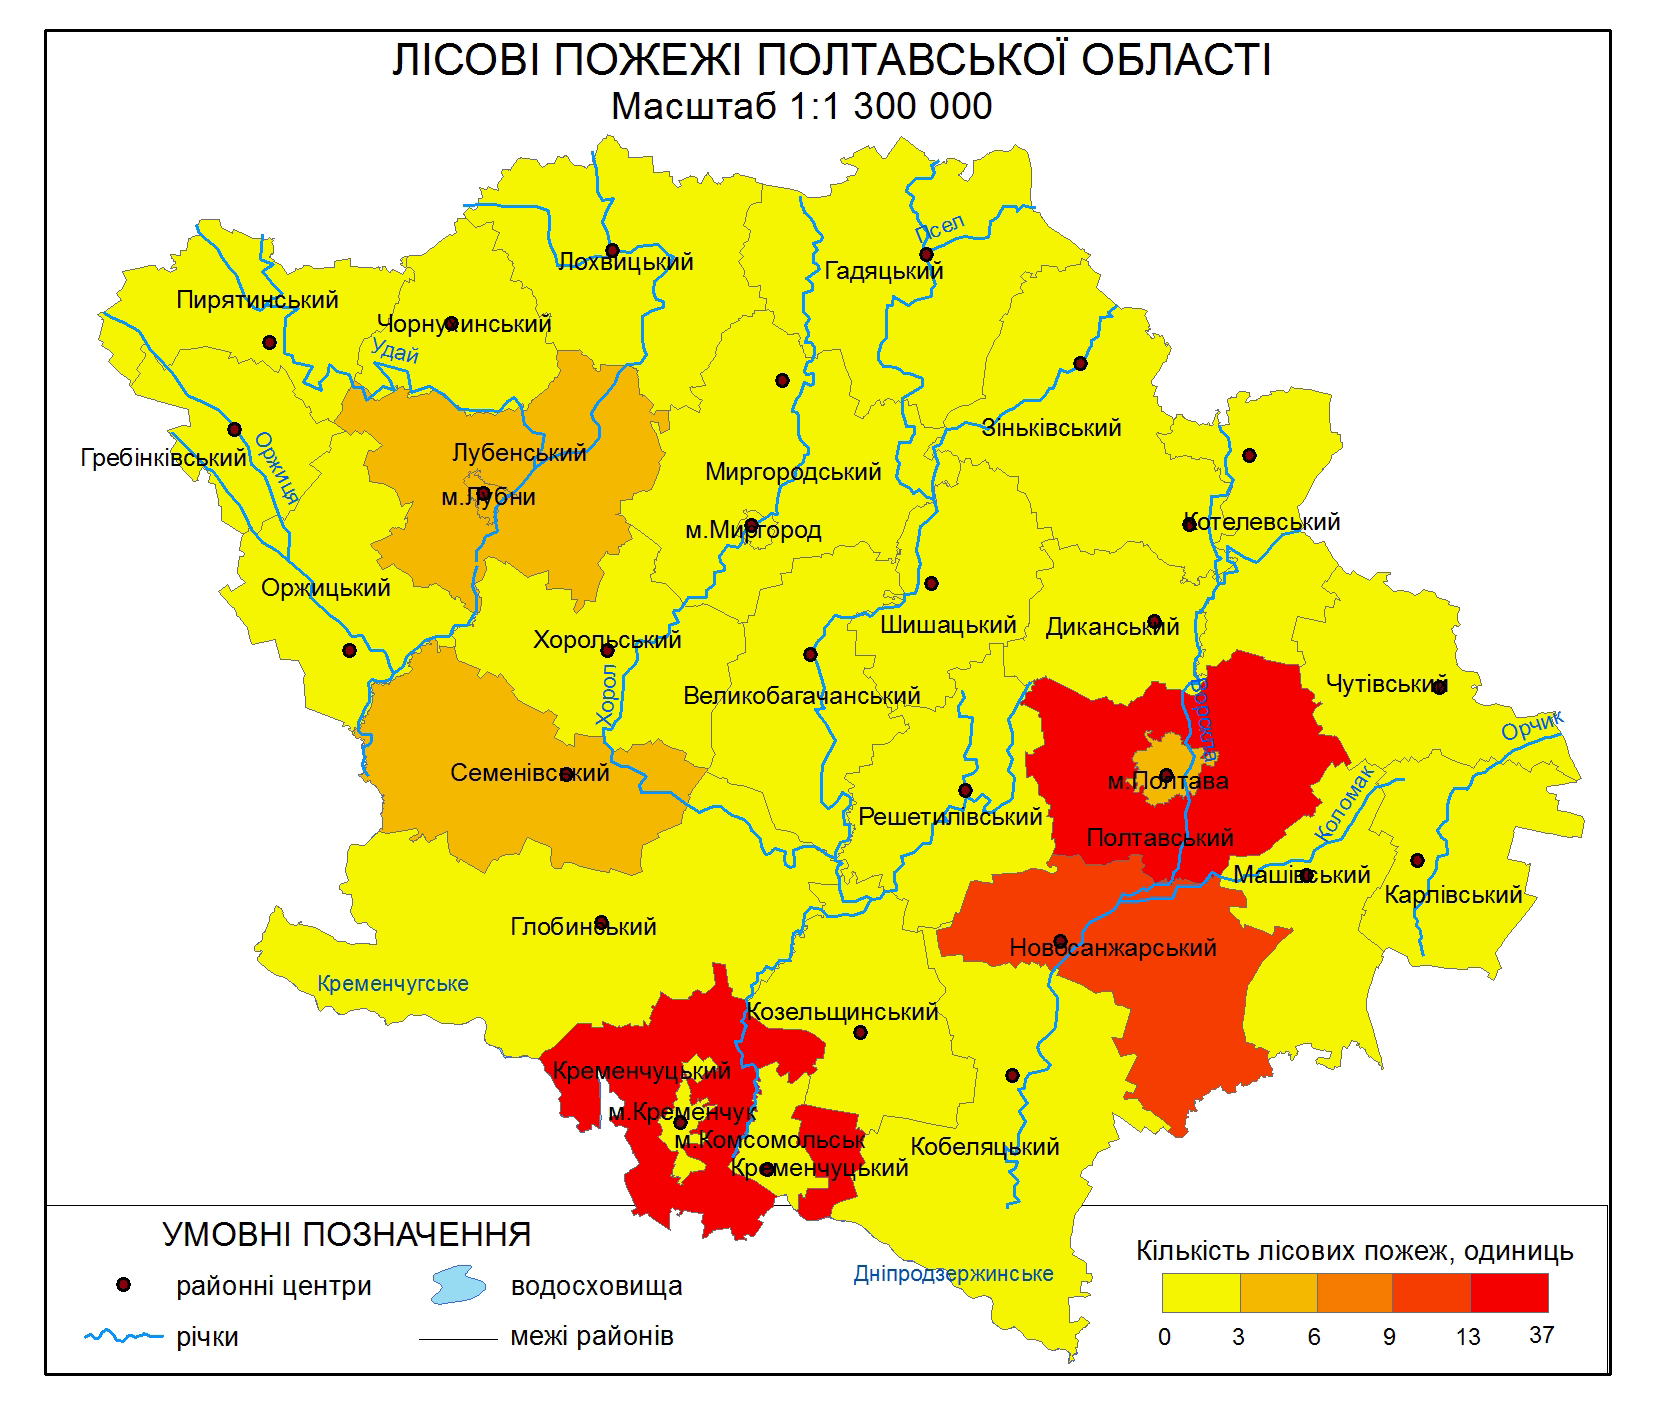 ЛІСОВІ ПОЖЕЖІ ПОЛТАВСЬКОЇ ОБЛАСТІ
Масштаб 1:1 300 000
Псел
Лохвицький
Гадяцький
Пирятинський
Чорнухинський
Удай
Зіньківський
Лубенський
Гребінківський
Оржиця
Миргородський
м.Лубни
м.Миргород
Котелевський
Оржицький
Шишацький
Диканський
Хорольський
Хорол
Великобагачанський
Чутівський
Ворскла
Орчик
Семенівський
м.Полтава
Коломак
Решетилівський
Полтавський
Машівський
Карлівський
Глобинський
Новосанжарський
Кременчугське
Козельщинський
Кременчуцький
м.Кременчук
м.Комсомольськ
Кобеляцький
Кременчуцький
Дніпродзержинське
УМОВНІ ПОЗНАЧЕННЯ
районні центри
водосховища
річки
межі районів
Кількість лісових пожеж, одиниць
0 3 6 9 13 37